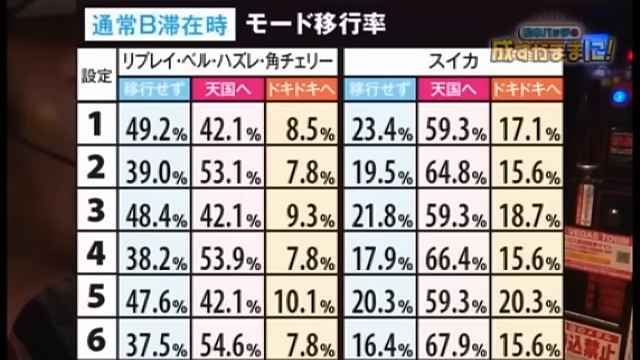 通常B滞在時 モード移行率
成すがままに!
設定 リプレイ・ベル・ハズレ・角チェリー スイカ
移行せず 天国へ ドキドキへ 移行せず 天国へ ドキドキへ
1 49.2% 42.1% 8.5% 23.4% 59.3% 17.1%
2 39.0% 53.1% 7.8% 19.5% 64.8% 15.6%
3 48.4% 42.1% 9.3% 21.8% 59.3% 18.7%
4 38.2% 53.9% 7.8% 17.9% 66.4% 15.6%
5 47.6% 42.1% 10.1% 20.3% 59.3% 20.3%
6 37.5% 54.6% 7.8% 16.4% 67.9% 15.6%